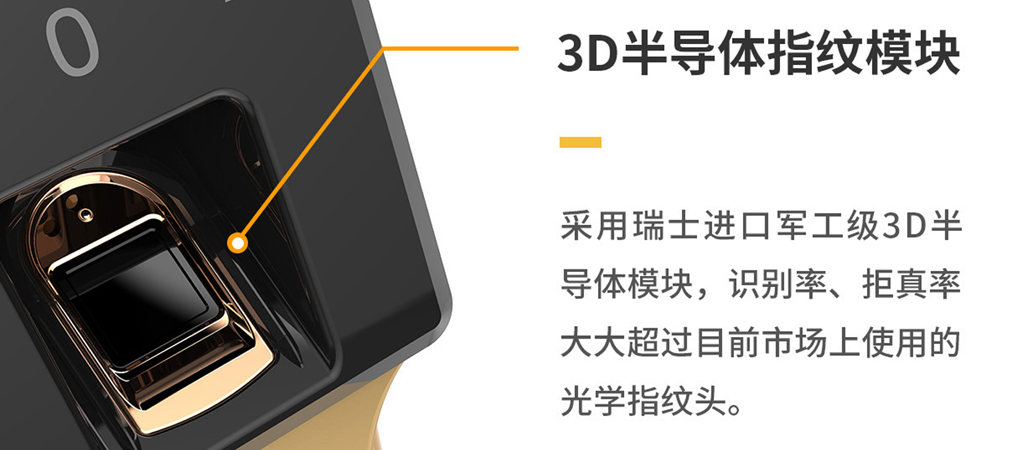 0
3D半导体指纹模块
采用瑞士进口军工级3D半
导体模块，识别率、拒真率
大大超过目前市场上使用的
光学指纹头。